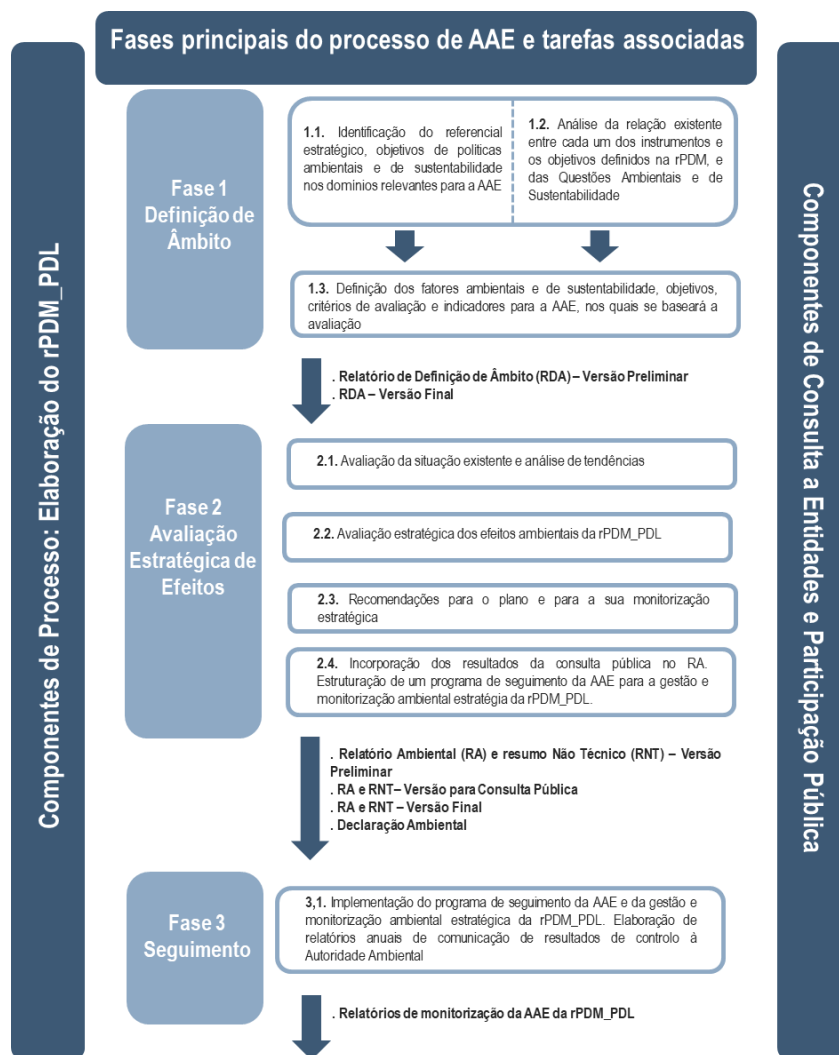 Fases principais do processo de AAE e tarefas associadas
Componentes de Processo: Elaboração do rPDM_PDL
Fase 1
Definição de
Âmbito
1.1. Identificação do referencial
estratégico, objetivos de políticas
ambientais e de sustentabilidade
nos domínios relevantes para a AAE
1.2. Análise da relação existente
entre cada um dos instrumentos e
os objetivos definidos na rPDM, e
das Questões Ambientais e de
Sustentabilidade
1.3. Definição dos fatores ambientais e de sustentabilidade, objetivos,
critérios de avaliação e indicadores para a AAE, nos quais se baseará a
avaliação
. Relatório de Definição de Âmbito (RDA) – Versão Preliminar
. RDA – Versão Final
Fase 2
Avaliação
Estratégica de
Efeitos
2.1. Avaliação da situação existente e análise de tendências
2.2. Avaliação estratégica dos efeitos ambientais da rPDM_PDL
2.3. Recomendações para o plano e para a sua monitorização
estratégica
2.4. Incorporação dos resultados da consulta pública no RA.
Estruturação de um programa de seguimento da AAE para a gestão e
monitorização ambiental estratégia da rPDM_PDL.
. Relatório Ambiental (RA) e resumo Não Técnico (RNT) – Versão
Preliminar
. RA e RNT– Versão para Consulta Pública
. RA e RNT – Versão Final
. Declaração Ambiental
Fase 3
Seguimento
3,1. Implementação do programa de seguimento da AAE e da gestão e
monitorização ambiental estratégica da rPDM_PDL. Elaboração de
relatórios anuais de comunicação de resultados de controlo à
Autoridade Ambiental
. Relatórios de monitorização da AAE da rPDM_PDL
Componentes de Consulta a Entidades e Participação Pública